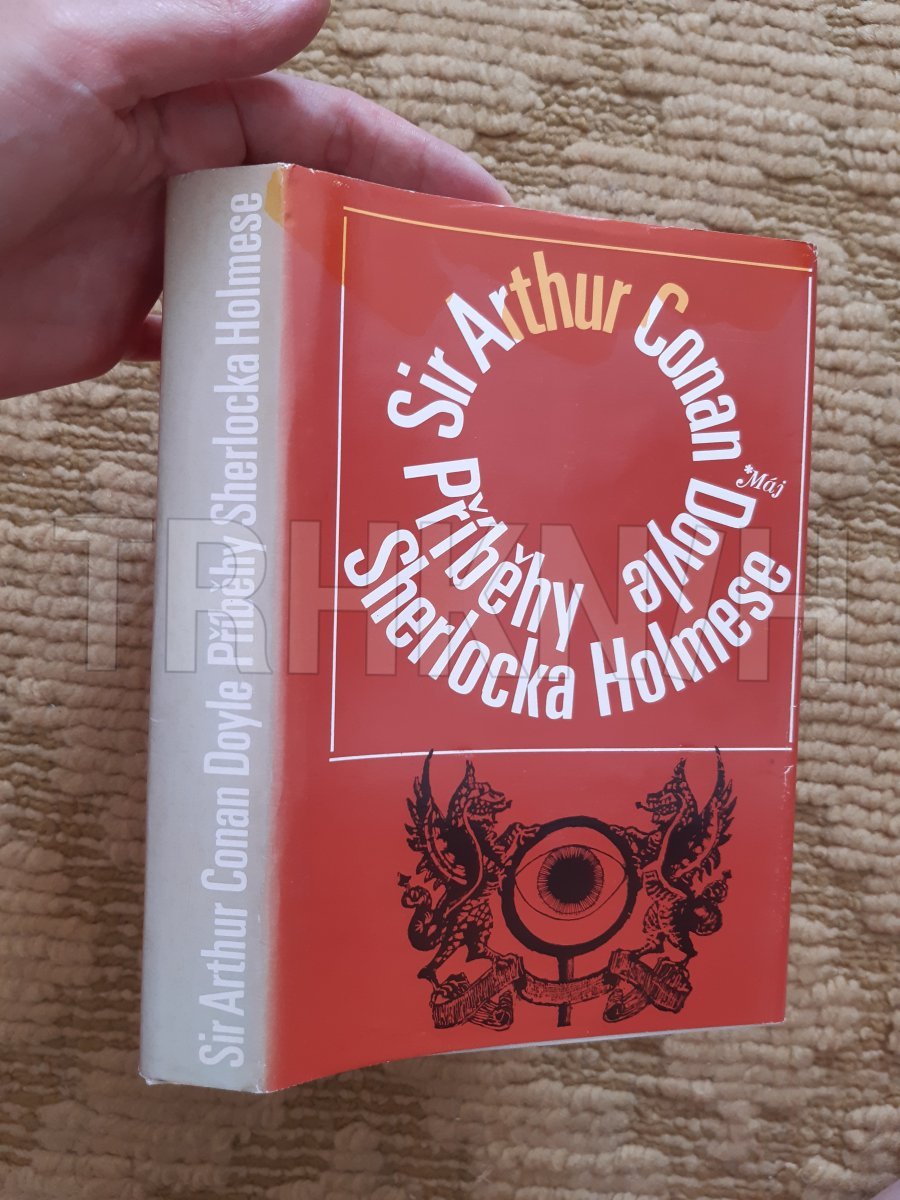 Sir Arthur Conan Doyle Příběhy Sherlocka Holmese
Sir Arthur Conan Doyle
Příběhy
Sherlocka Holmese
*Máj
TRHKNIH